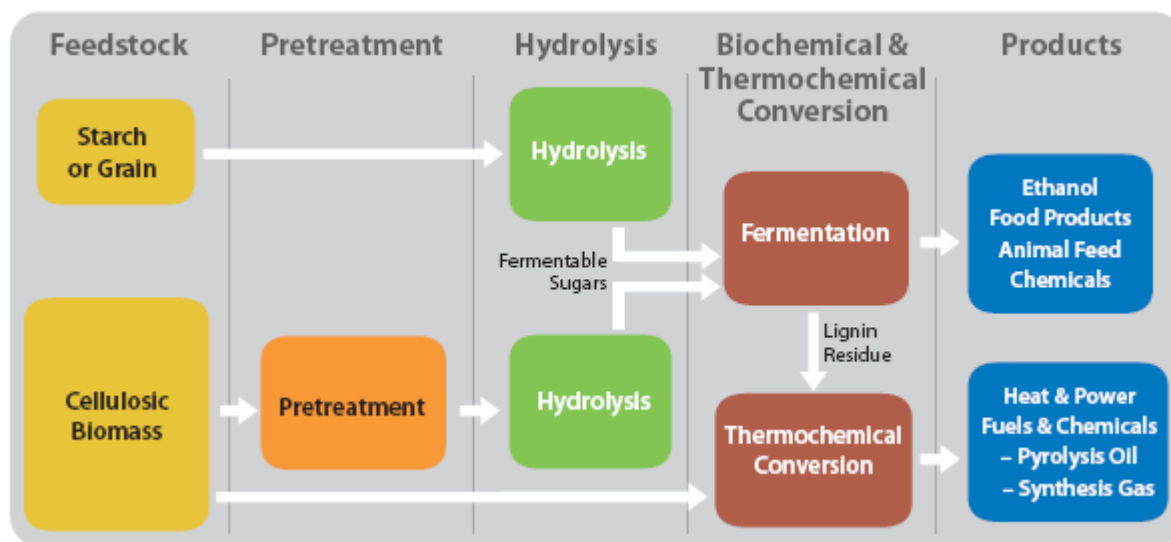 Feedstock
Pretreatment
Hydrolysis
Biochemical &
Thermochemical
Conversion
Products
Starch
or Grain
Hydrolysis
Fermentable
Sugars
Fermentation
Ethanol
Food Products
Animal Feed
Chemicals
Lignin
Residue
Cellulosic
Biomass
Pretreatment
Hydrolysis
Thermochemical
Conversion
Heat & Power
Fuels & Chemicals
– Pyrolysis Oil
– Synthesis Gas